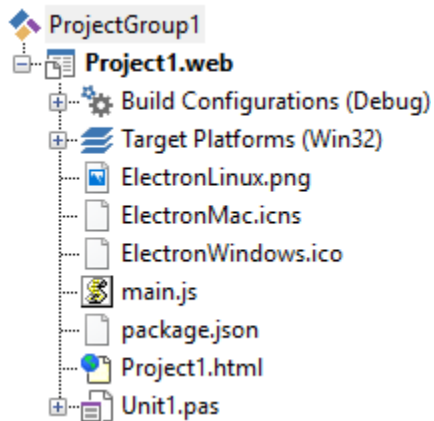 ProjectGroup1
Project1.web
Build Configurations (Debug)
Target Platforms (Win32)
ElectronLinux.png
ElectronMac.icns
ElectronWindows.ico
main.js
package.json
Project1.html
Unit1.pas